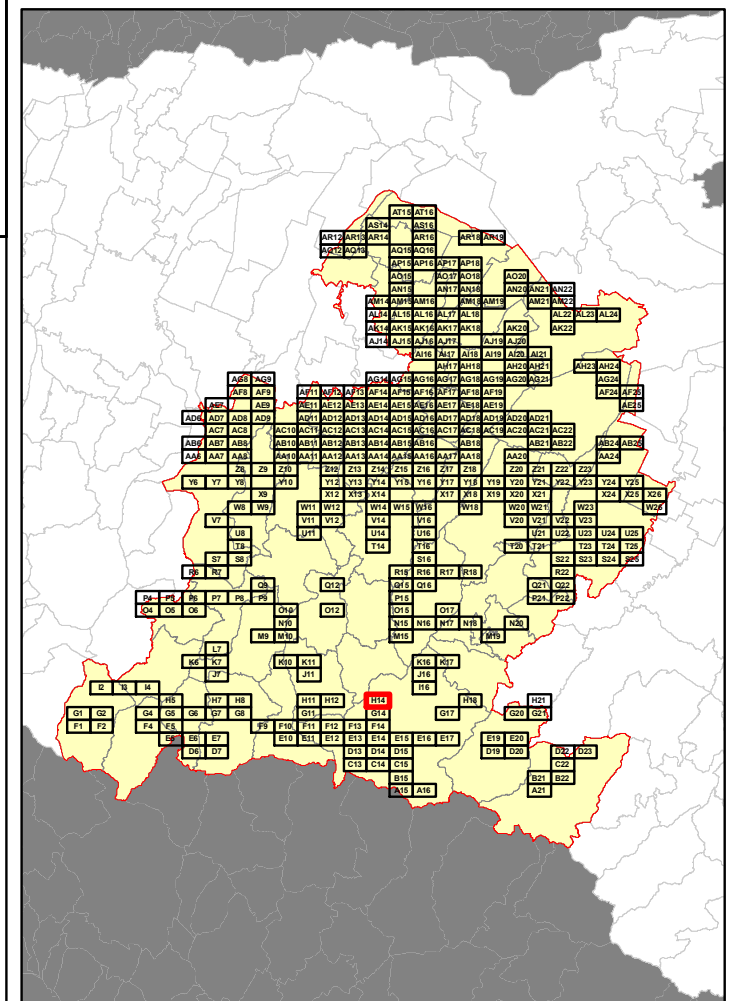 AT15 AT16
AS14 AS16
AR12 AR13 AR14 AR16 AR18 AR19
AQ12 AQ13 AQ15 AQ16
AP15 AP16 AP17 AP18
AO15 AO17 AO18 AO20
AN15 AN17 AN18 AN20 AN21 AN22
AM14 AM15 AM16 AM18 AM19 AM21 AM22
AL14 AL15 AL16 AL17 AL18 AL22 AL23 AL24
AK14 AK15 AK16 AK17 AK18 AK20 AK22
AJ14 AJ15 AJ16 AJ17 AJ19 AJ20
AI16 AI17 AI18 AI19 AI20 AI21
AH17 AH18 AH20 AH21 AH23 AH24
AG8 AG9 AG14 AG15 AG16 AG17 AG18 AG19 AG20 AG21 AG24
AF8 AF9 AF11 AF12 AF13 AF14 AF15 AF16 AF17 AF18 AF19 AF24 AF25
AE7 AE9 AE11 AE12 AE13 AE14 AE15 AE16 AE17 AE18 AE19 AE25
AD6 AD7 AD8 AD9 AD11 AD12 AD13 AD14 AD15 AD16 AD17 AD18 AD19 AD20 AD21
AC7 AC8 AC10 AC11 AC12 AC13 AC14 AC15 AC16 AC17 AC18 AC19 AC20 AC21 AC22
AB6 AB7 AB8 AB10 AB11 AB12 AB13 AB14 AB15 AB16 AB18 AB21 AB22 AB24 AB25
AA6 AA7 AA8 AA10 AA11 AA12 AA13 AA14 AA15 AA16 AA17 AA18 AA20 AA24
Z8 Z9 Z10 Z12 Z13 Z14 Z15 Z16 Z17 Z18 Z20 Z21 Z22 Z23
Y6 Y7 Y8 Y10 Y12 Y13 Y14 Y15 Y16 Y17 Y18 Y19 Y20 Y21 Y22 Y23 Y24 Y25
X9 X12 X13 X14 X17 X18 X19 X20 X21 X24 X25 X26
W8 W9 W11 W12 W14 W15 W16 W18 W20 W21 W23 W26
V7 V11 V12 V14 V16 V20 V21 V22 V23
U8 U11 U14 U16 U21 U22 U23 U24 U25
T8 T14 T16 T20 T21 T23 T24 T25
S7 S8 S16 S22 S23 S24 S25
R6 R7 R15 R16 R17 R18 R22
Q9 Q12 Q15 Q16 Q21 Q22
P4 P5 P6 P7 P8 P9 P15 P21 P22
O4 O5 O6 O10 O12 O15 O17
N10 N15 N16 N17 N18 N20
M9 M10 M15 M19
L7
K6 K7 K10 K11 K16 K17
J7 J11 J16
I2 I3 I4 I16
H5 H7 H8 H11 H12 H14 H18 H21
G1 G2 G4 G5 G6 G7 G8 G11 G14 G17 G20 G21
F1 F2 F4 F5 F9 F10 F11 F12 F13 F14
E5 E6 E7 E10 E11 E12 E13 E14 E15 E16 E17 E19 E20
D6 D7 D13 D14 D15 D19 D20 D22 D23
C13 C14 C15 C22
B15 B21 B22
A15 A16 A21